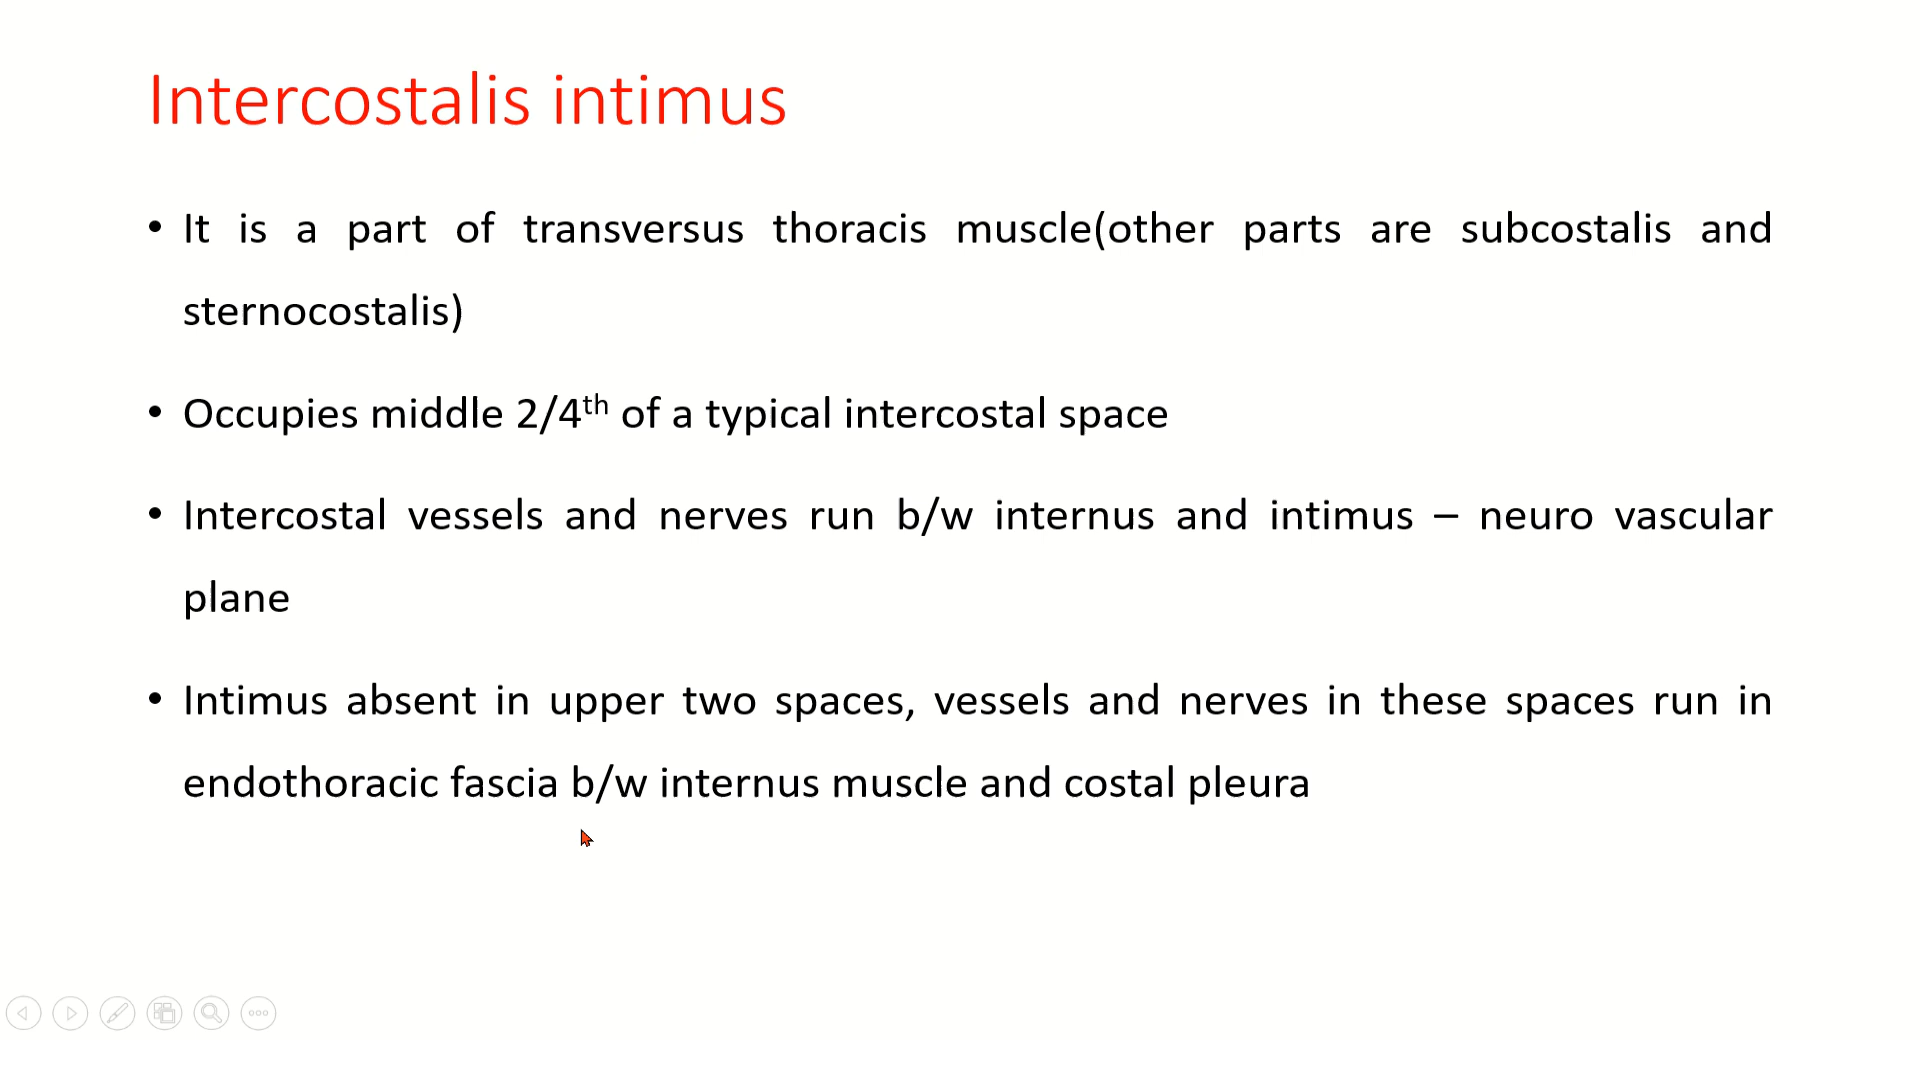 Intercostalis intimus
• It is a part of transversus thoracis muscle(other parts are subcostalis and
sternocostalis)
• Occupies middle 2/4th of a typical intercostal space
• Intercostal vessels and nerves run b/w internus and intimus – neuro vascular
plane
• Intimus absent in upper two spaces, vessels and nerves in these spaces run in
endothoracic fascia b/w internus muscle and costal pleura